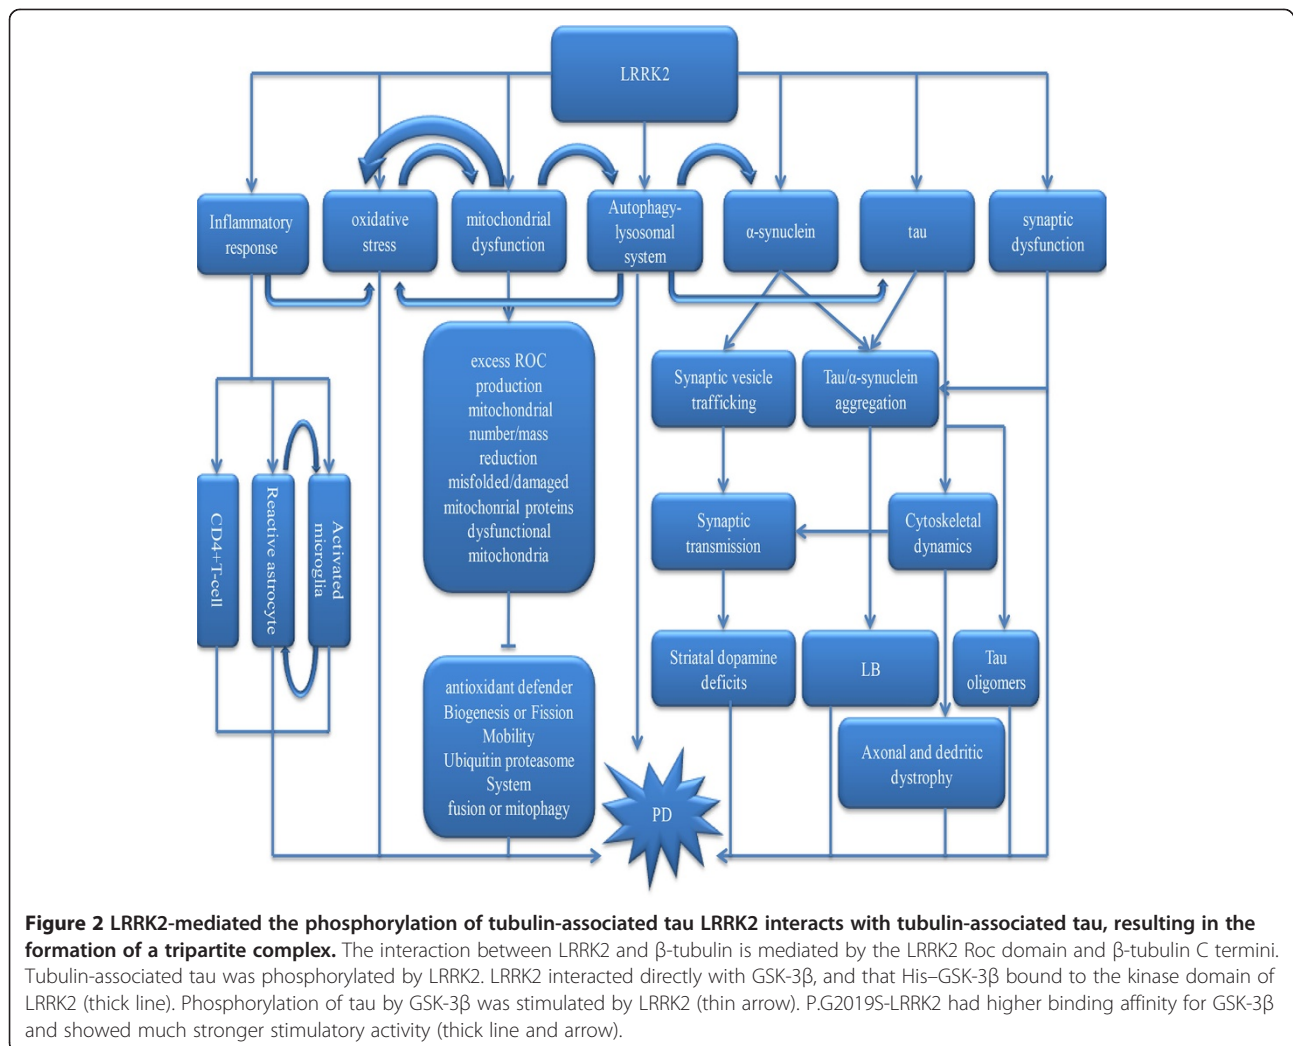 LRRK2
Inflammatory
response
oxidative
stress
mitochondrial
dysfunction
Autophagy-
lysosomal
system
α-synuclein
tau
synaptic
dysfunction
excess ROC
production
mitochondrial
number/mass
reduction
misfolded/damaged
mitochonrial proteins
dysfunctional
mitochondria
Synaptic vesicle
trafficking
Tau/α-synuclein
aggregation
CD4+T-cell
Reactive astrocyte
Activated
microglia
Synaptic
transmission
Cytoskeletal
dynamics
antioxidant defender
Biogenesis or Fission
Mobility
Ubiquitin proteasome
System
fusion or mitophagy
Striatal dopamine
deficits
LB
Tau
oligomers
Axonal and dedritic
dystrophy
PD
Figure 2 LRRK2-mediated the phosphorylation of tubulin-associated tau LRRK2 interacts with tubulin-associated tau, resulting in the
formation of a tripartite complex. The interaction between LRRK2 and β-tubulin is mediated by the LRRK2 Roc domain and β-tubulin C termini.
Tubulin-associated tau was phosphorylated by LRRK2. LRRK2 interacted directly with GSK-3β, and that His–GSK-3β bound to the kinase domain of
LRRK2 (thick line). Phosphorylation of tau by GSK-3β was stimulated by LRRK2 (thin arrow). P.G2019S-LRRK2 had higher binding affinity for GSK-3β
and showed much stronger stimulatory activity (thick line and arrow).